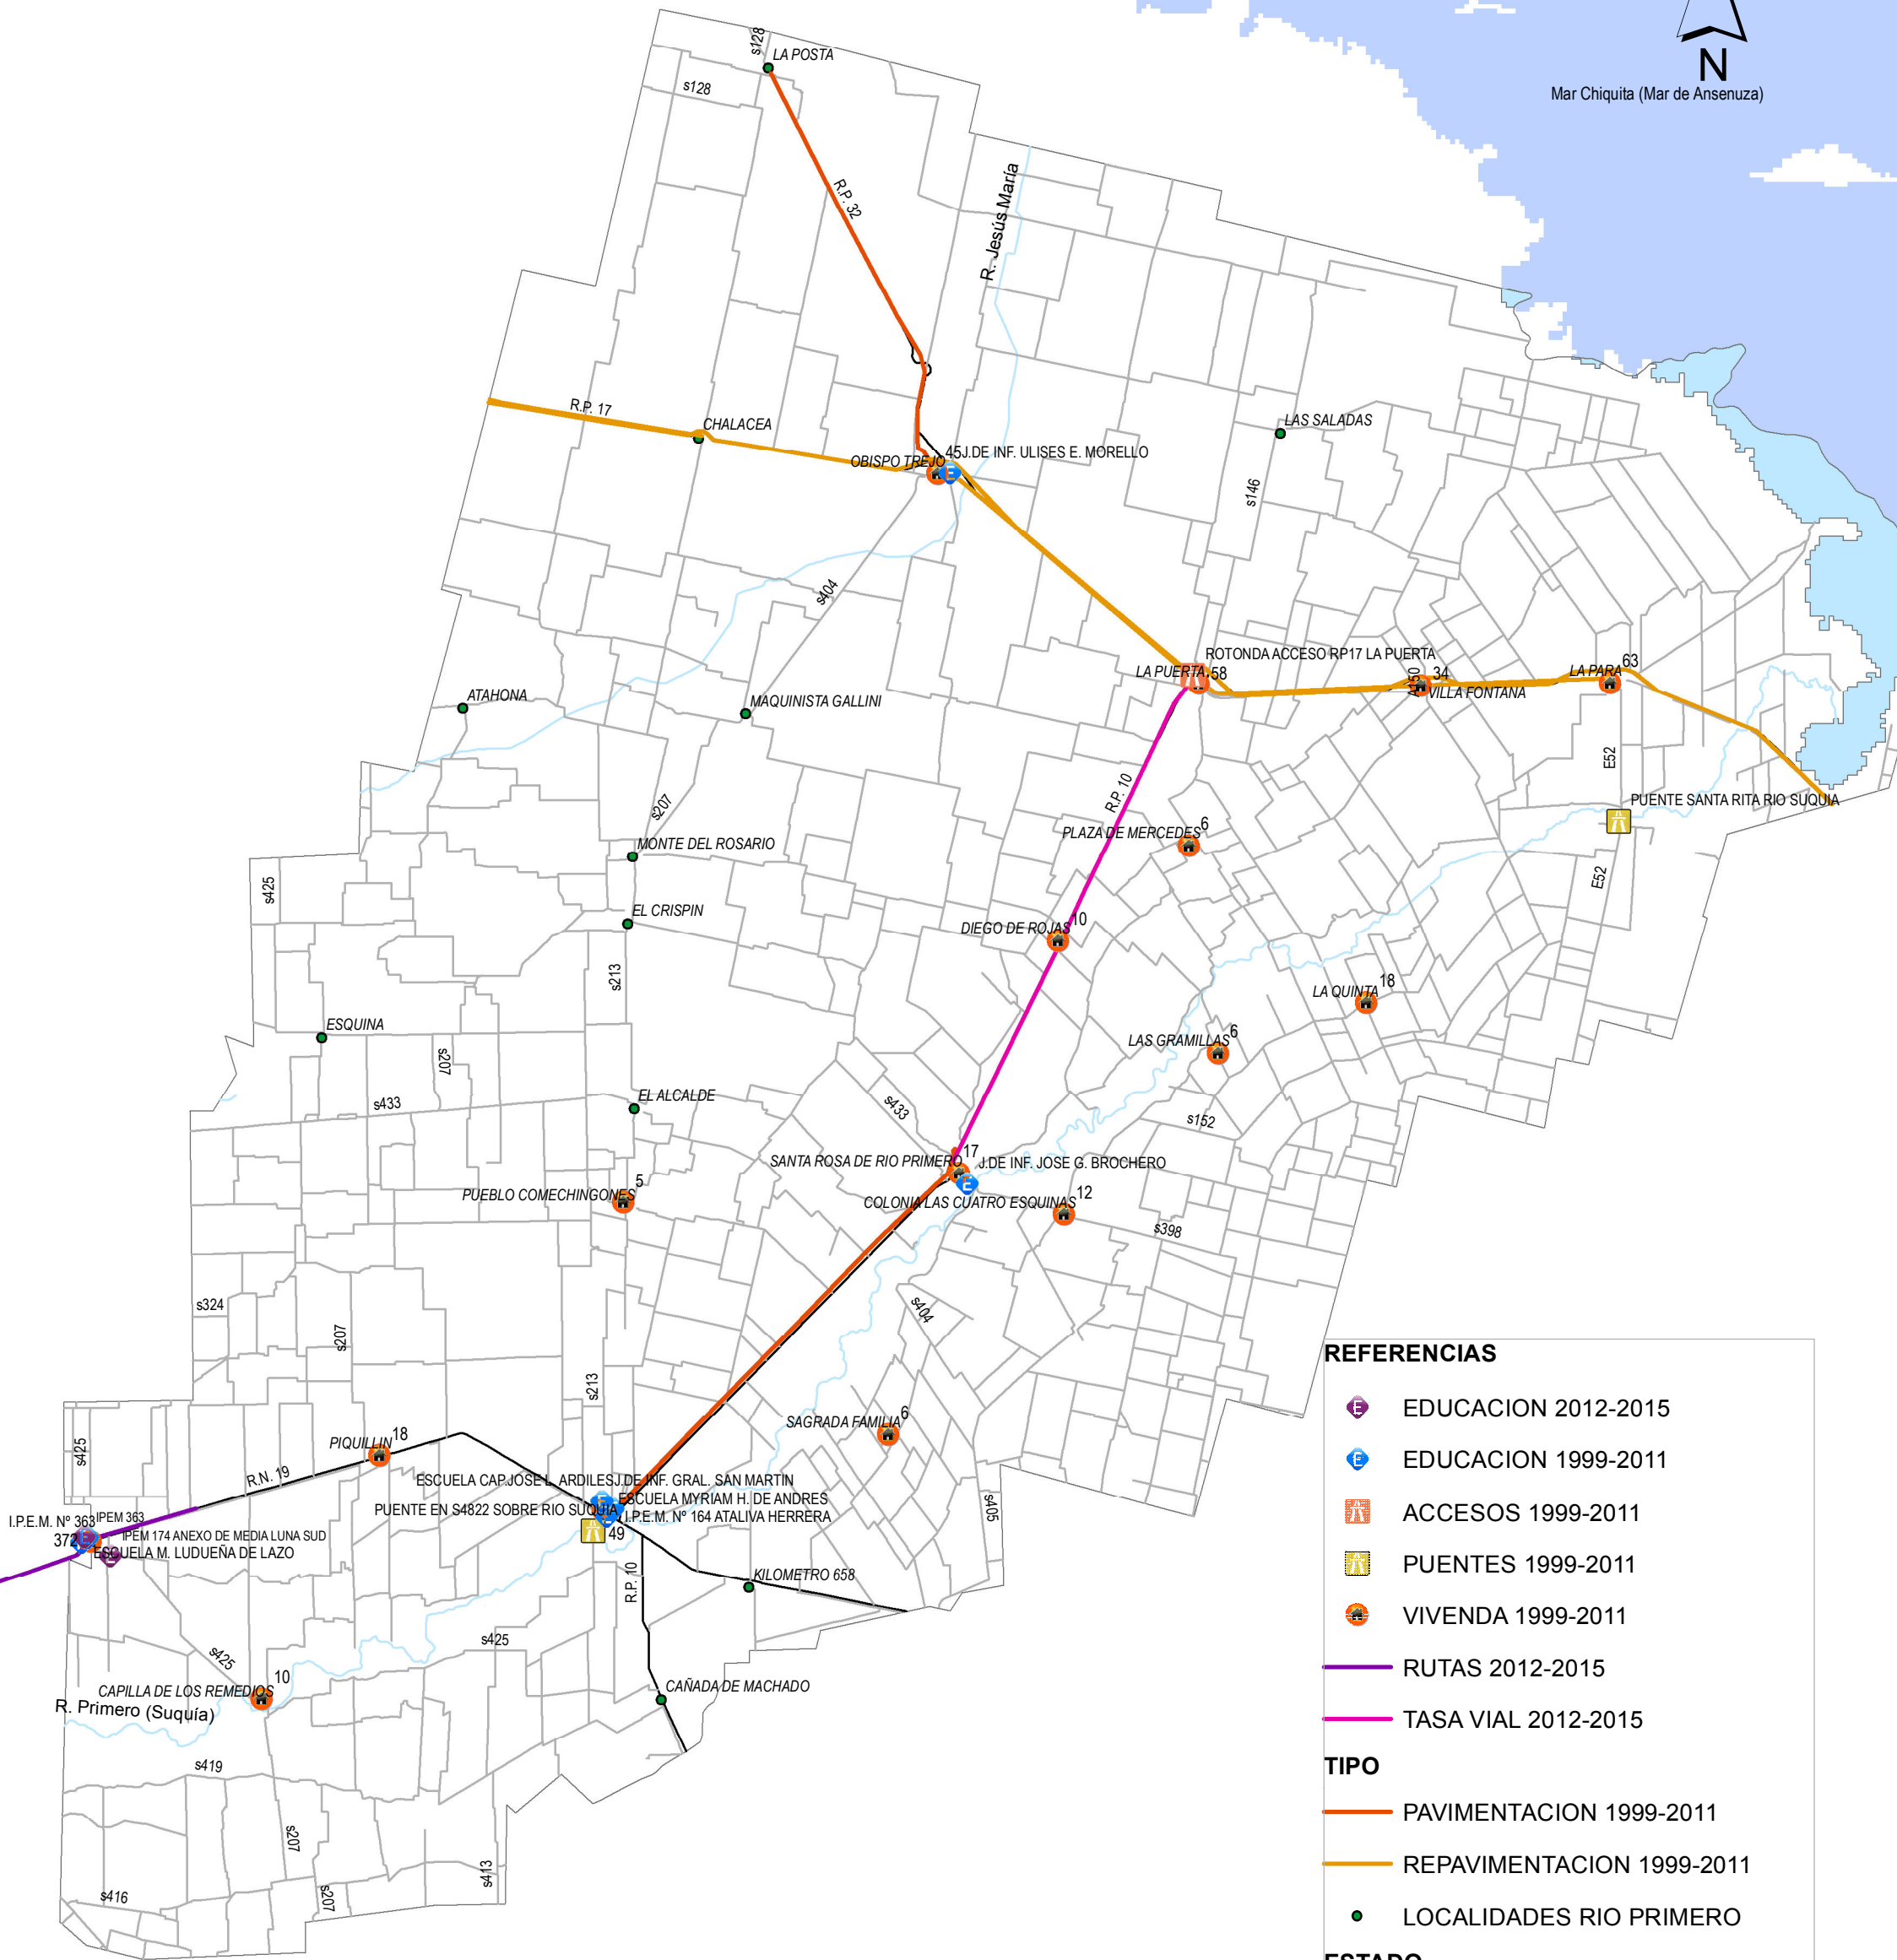 N
Mar Chiquita (Mar de Ansenuza)
s128
LA POSTA
s128
R.P. 32
R. Jesús María
R.P. 17
CHALACEA
LAS SALADAS
OBISPO TREJO
45
J.DE INF. ULISES E. MORELLO
s146
s404
ROTONDA ACCESO RP17 LA PUERTA
LA PUERTA
58
A150
34
VILLA FONTANA
LA PARA
63
ATAHONA
MAQUINISTA GALLINI
E52
R.P. 10
s207
PUENTE SANTA RITA RIO SUQUIA
PLAZA DE MERCEDES
6
MONTE DEL ROSARIO
s425
E52
EL CRISPIN
DIEGO DE ROJAS
10
s213
LA QUINTA
18
ESQUINA
LAS GRAMILLAS
6
s207
s433
EL ALCALDE
s433
s152
SANTA ROSA DE RIO PRIMERO
17
J.DE INF. JOSE G. BROCHERO
PUEBLO COMECHINGONES
5
COLONIA LAS CUATRO ESQUINAS
12
s398
s324
s404
s207
s213
SAGRADA FAMILIA
6
s425
PIQUILLIN
18
R.N. 19
ESCUELA CAP.JOSE L. ARDILES
J.DE INF. GRAL. SAN MARTIN
ESCUELA MYRIAM H. DE ANDRES
PUENTE EN S4822 SOBRE RIO SUQUIA
I.P.E.M. Nº 164 ATALIVA HERRERA
49
s405
I.P.E.M. Nº 363
IPEM 363
372
IPEM 174 ANEXO DE MEDIA LUNA SUD
ESCUELA M. LUDUEÑA DE LAZO
R.P. 10
KILOMETRO 658
s425
s425
CAPILLA DE LOS REMEDIOS
10
CAÑADA DE MACHADO
R. Primero (Suquía)
s419
s207
s413
s416
s207
REFERENCIAS
EDUCACION 2012-2015
EDUCACION 1999-2011
ACCESOS 1999-2011
PUENTES 1999-2011
VIVENDA 1999-2011
RUTAS 2012-2015
TASA VIAL 2012-2015
TIPO
PAVIMENTACION 1999-2011
REPAVIMENTACION 1999-2011
LOCALIDADES RIO PRIMERO
ESTADO